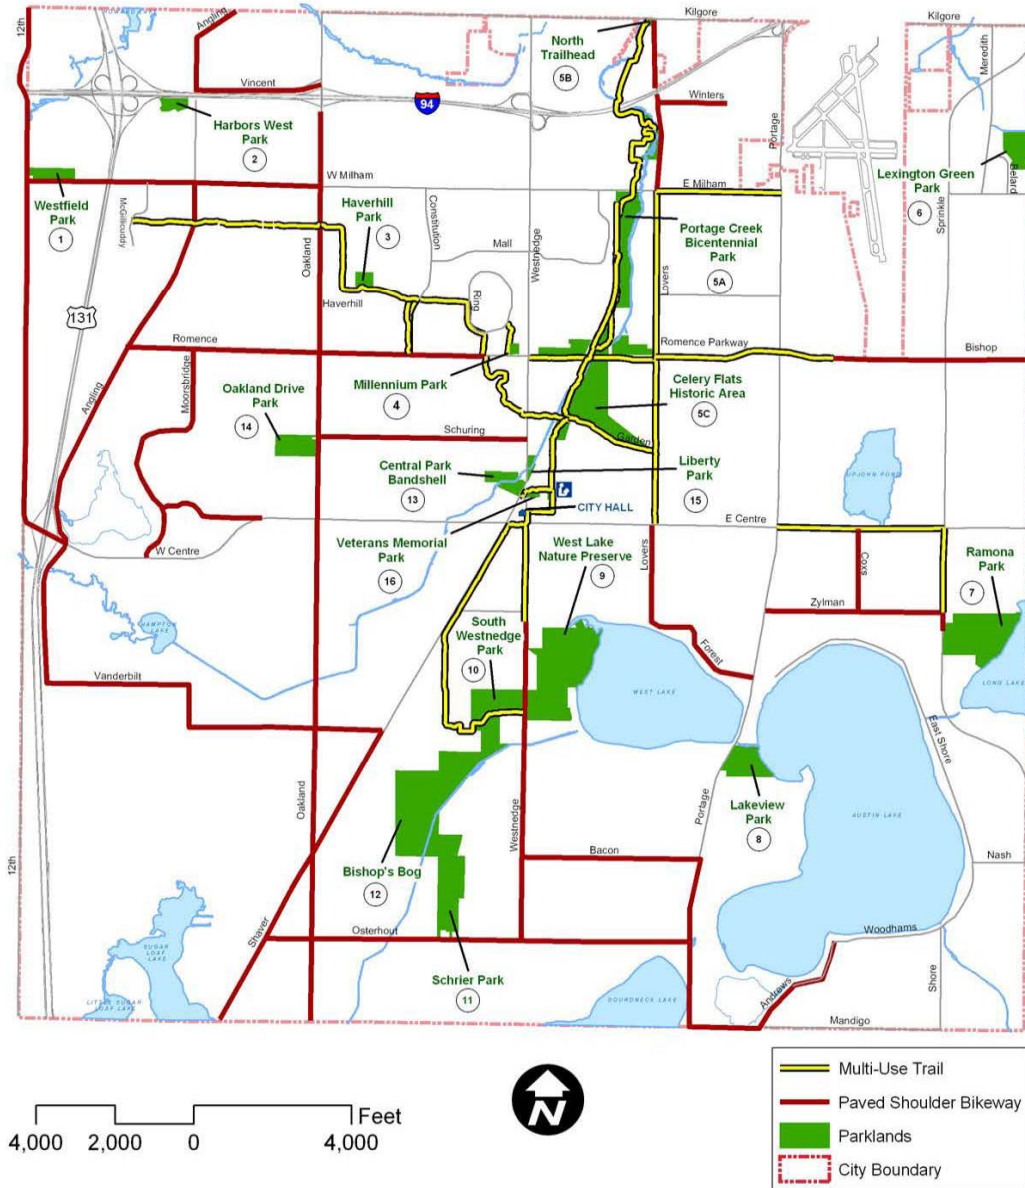 12th
Angling
Kilgore
Kilgore
North
Trailhead
5B
Meredith
Vincent
94
Winters
Portage
Harbors West
Park
2
Lexington Green
Park
6
Belard
W Milham
E Milham
Sprinkle
Westfield
Park
1
McGillicuddy
Haverhill
Park
3
Constitution
Mall
Westnedge
Portage Creek
Bicentennial
Park
5A
Oakland
Lovers
Ring
Haverhill
131
Romence
Romence Parkway
Bishop
Angling
Moorsbridge
Oakland Drive
Park
14
Millennium Park
4
Celery Flats
Historic Area
5C
Schuring
Garden
Central Park
Bandshell
13
Liberty
Park
15
UPJOHN POND
CITY HALL
E Centre
W Centre
Veterans Memorial
Park
16
West Lake
Nature Preserve
9
Lovers
Coxs
Ramona
Park
7
Zylman
HAMPTON
LAKE
South
Westnedge
Park
10
Forest
Vanderbilt
WEST LAKE
LONG LAKE
East Shore
Oakland
Westnedge
Portage
Lakeview
Park
8
AUSTIN LAKE
Bacon
Nash
12th
Bishop's Bog
12
Shaver
Osterhout
Woodhams
SUGAR
LOAF
LAKE
Schrier Park
11
Andrews
Shore
LITTLE SUGAR
LOAF LAKE
GOURDNECK LAKE
Mandigo
N
Feet
4,000 2,000 0 4,000
Multi-Use Trail
Paved Shoulder Bikeway
Parklands
City Boundary